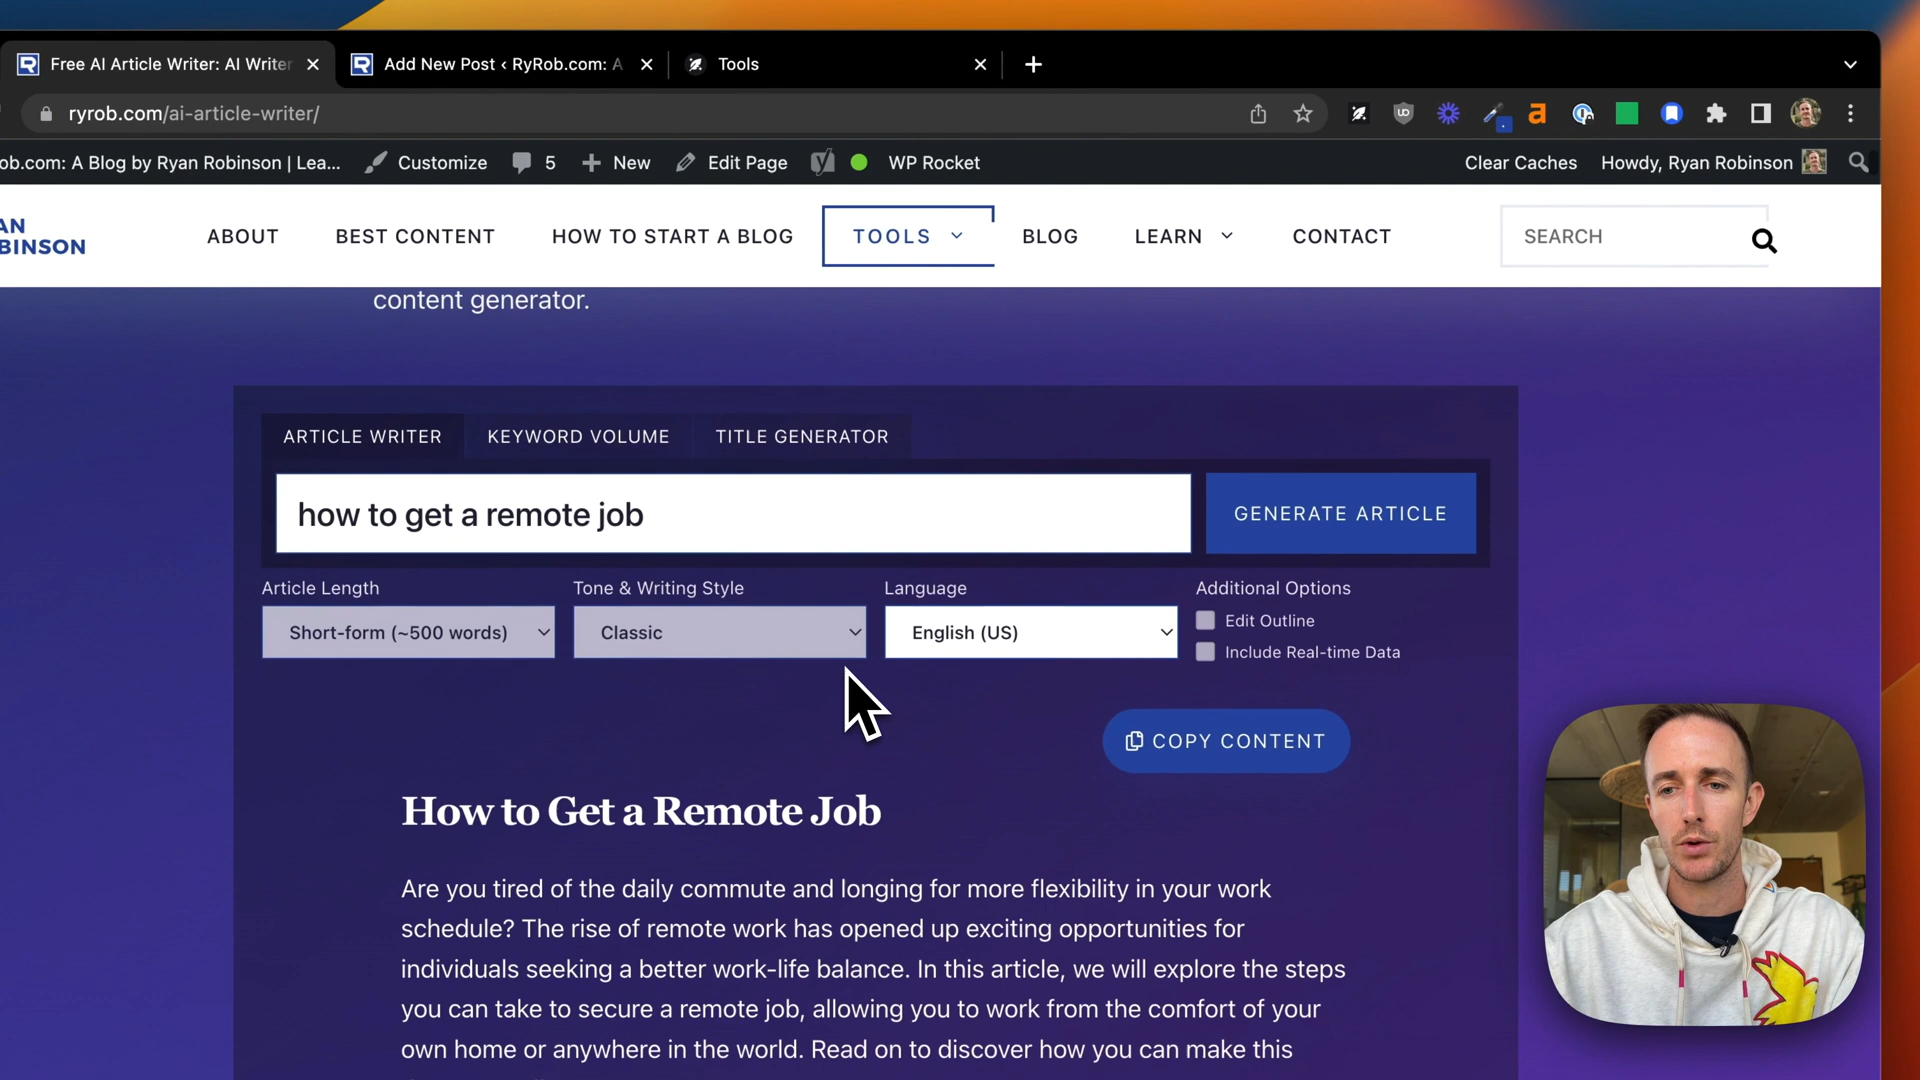 Free AI Article Writer: AI Writer
Add New Post ‹ RyRob.com: A
Tools
ryrob.com/ai-article-writer/
ob.com: A Blog by Ryan Robinson | Lea...
Customize
5
New
Edit Page
WP Rocket
Clear Caches
Howdy, Ryan Robinson
AN
BINSON
ABOUT
BEST CONTENT
HOW TO START A BLOG
TOOLS
BLOG
LEARN
CONTACT
SEARCH
content generator.
ARTICLE WRITER
KEYWORD VOLUME
TITLE GENERATOR
how to get a remote job
GENERATE ARTICLE
Article Length
Tone & Writing Style
Language
Additional Options
Short-form (~500 words)
Classic
English (US)
Edit Outline
Include Real-time Data
COPY CONTENT
How to Get a Remote Job
Are you tired of the daily commute and longing for more flexibility in your work
schedule? The rise of remote work has opened up exciting opportunities for
individuals seeking a better work-life balance. In this article, we will explore the steps
you can take to secure a remote job, allowing you to work from the comfort of your
own home or anywhere in the world. Read on to discover how you can make this